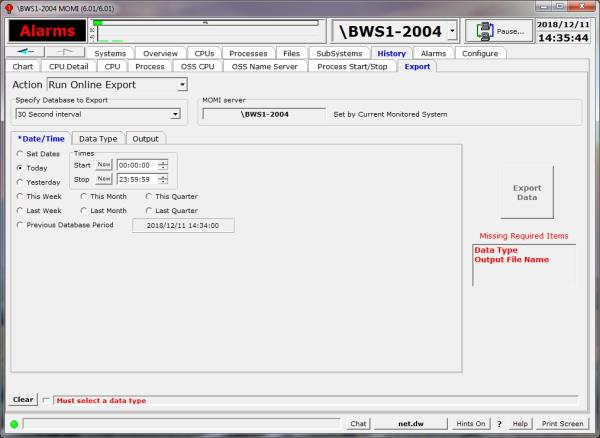 \BWS1-2004 MOMI (6.01/6.01)
Alarms
\BWS1-2004
Pause...
2018/12/11
14:35:44
Systems Overview CPUs Processes Files SubSystems History Alarms Configure
Chart CPU Detail CPU Process OSS CPU OSS Name Server Process Start/Stop Export
Action Run Online Export
Specify Database to Export
30 Second interval
MOMI server
\BWS1-2004 Set by Current Monitored System
*Date/Time Data Type Output
Set Dates
Today
Yesterday
Times
Start Now 00:00:00
Stop Now 23:59:59
This Week This Month This Quarter
Last Week Last Month Last Quarter
Previous Database Period 2018/12/11 14:34:00
Export
Data
Missing Required Items
Data Type
Output File Name
Clear Must select a data type
Chat net.dw Hints On ? Help Print Screen